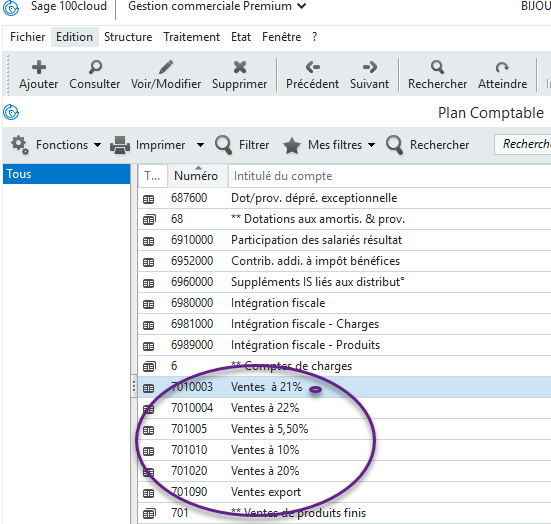 Sage 100cloud Gestion commerciale Premium BIJOU
Fichier Edition Structure Traitement Etat Fenêtre ?
Ajouter Consulter Voir/Modifier Supprimer Précédent Suivant Rechercher Atteindre
Plan Comptable
Fonctions Imprimer Filtrer Mes filtres Rechercher Recherche
Tous
T... Numéro Intitulé du compte
687600 Dot/prov. dépré. exceptionnelle
68 ** Dotations aux amortis. & prov.
6910000 Participation des salariés résultat
6952000 Contrib. addi. à impôt bénéfices
6960000 Suppléments IS liés aux distribut°
6980000 Intégration fiscale
6981000 Intégration fiscale - Charges
6989000 Intégration fiscale - Produits
6 ** Comptes de charges
7010003 Ventes à 21%
7010004 Ventes à 22%
701005 Ventes à 5,50%
701010 Ventes à 10%
701020 Ventes à 20%
701090 Ventes export
701 ** Ventes de produits finis